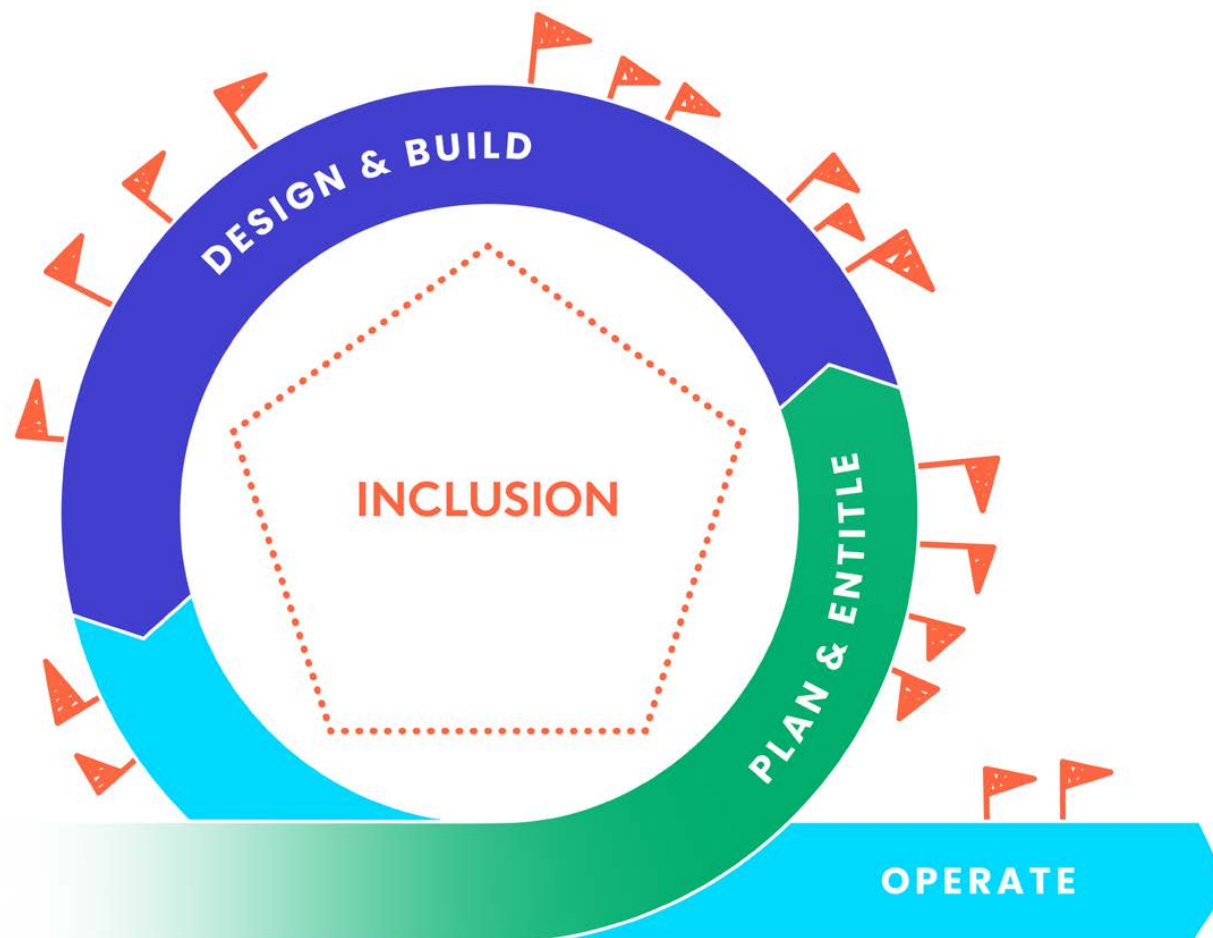 DESIGN & BUILD
INCLUSION
PLAN & ENTITLE
OPERATE